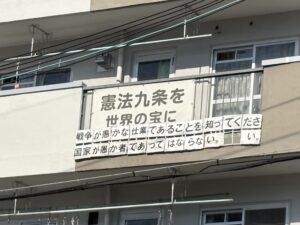 憲法九条を
世界の宝に
戦争が愚かな仕業であることを知ってください。
国家が愚か者であってはならない。